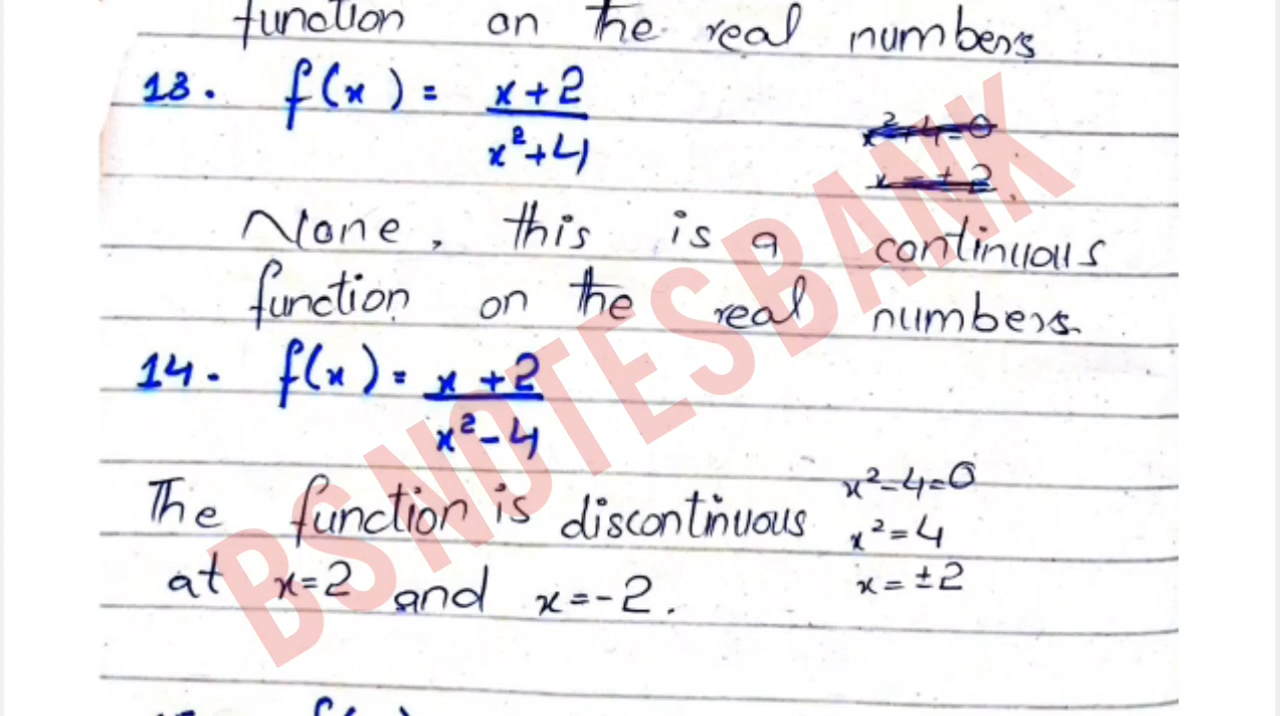 function on the real numbers
13. f(x) = x+2
x²+4
x²+4=0
x=±2.
None, this is a continuous
function on the real numbers.
14. f(x) = x+2
x²-4
The function is discontinuous
at x=2 and x=-2.
x²-4=0
x²=4
x=±2
BSNOTESBANK